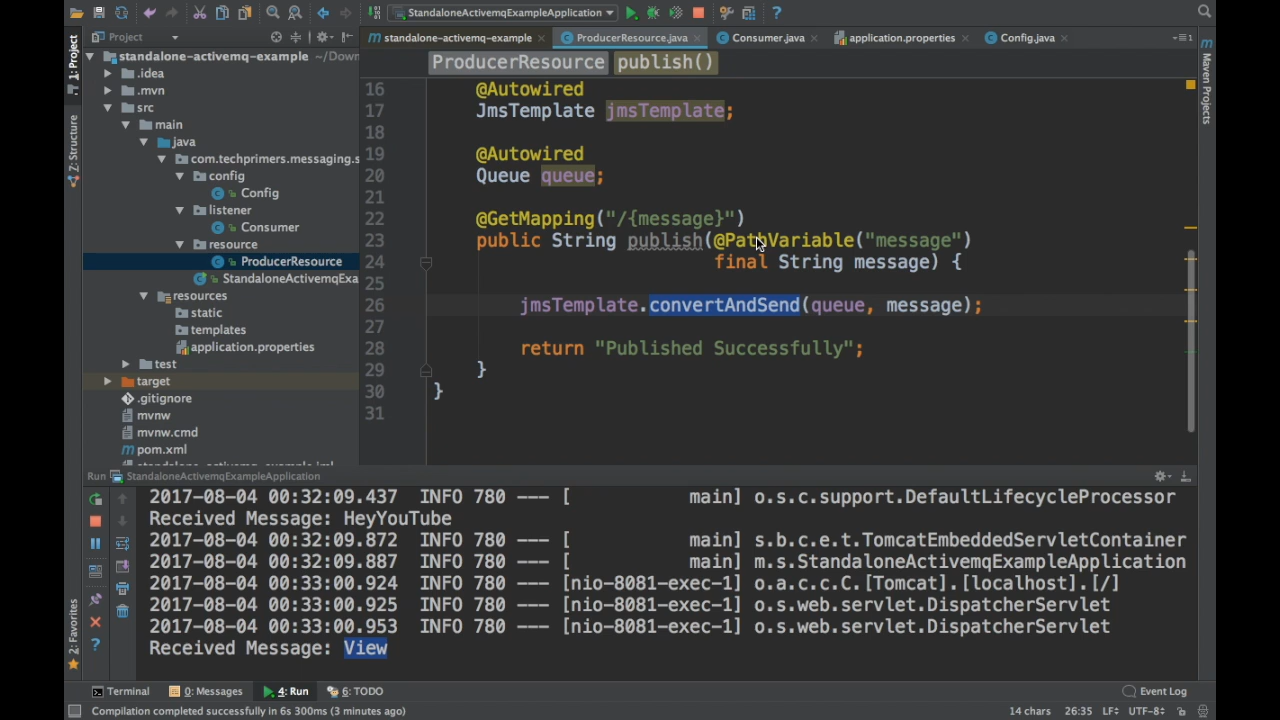 StandaloneActivemqExampleApplication
1: Project
Project
standalone-activemq-example
ProducerResource.java
Consumer.java
application.properties
Config.java
standalone-activemq-example ~/Down
.idea
.mvn
src
main
java
com.techprimers.messaging.s
config
Config
listener
Consumer
resource
ProducerResource
StandaloneActivemqExa
resources
static
templates
application.properties
test
target
.gitignore
mvnw
mvnw.cmd
pom.xml
Z: Structure
2: Favorites
Maven Projects
ProducerResource publish()
16 @Autowired
17 JmsTemplate jmsTemplate;
18
19 @Autowired
20 Queue queue;
21
22 @GetMapping("/{message}")
23 public String publish(@PathVariable("message")
24 final String message) {
25
26 jmsTemplate.convertAndSend(queue, message);
27
28 return "Published Successfully";
29 }
30 }
31
Run StandaloneActivemqExampleApplication
2017-08-04 00:32:09.437 INFO 780 --- [ main] o.s.c.support.DefaultLifecycleProcessor
Received Message: HeyYouTube
2017-08-04 00:32:09.872 INFO 780 --- [ main] s.b.c.e.t.TomcatEmbeddedServletContainer
2017-08-04 00:32:09.887 INFO 780 --- [ main] m.s.StandaloneActivemqExampleApplication
2017-08-04 00:33:00.924 INFO 780 --- [nio-8081-exec-1] o.a.c.c.C.[Tomcat].[localhost].[/]
2017-08-04 00:33:00.925 INFO 780 --- [nio-8081-exec-1] o.s.web.servlet.DispatcherServlet
2017-08-04 00:33:00.953 INFO 780 --- [nio-8081-exec-1] o.s.web.servlet.DispatcherServlet
Received Message: View
Terminal 0: Messages 4: Run 6: TODO Event Log
Compilation completed successfully in 6s 300ms (3 minutes ago) 14 chars 26:35 LF UTF-8